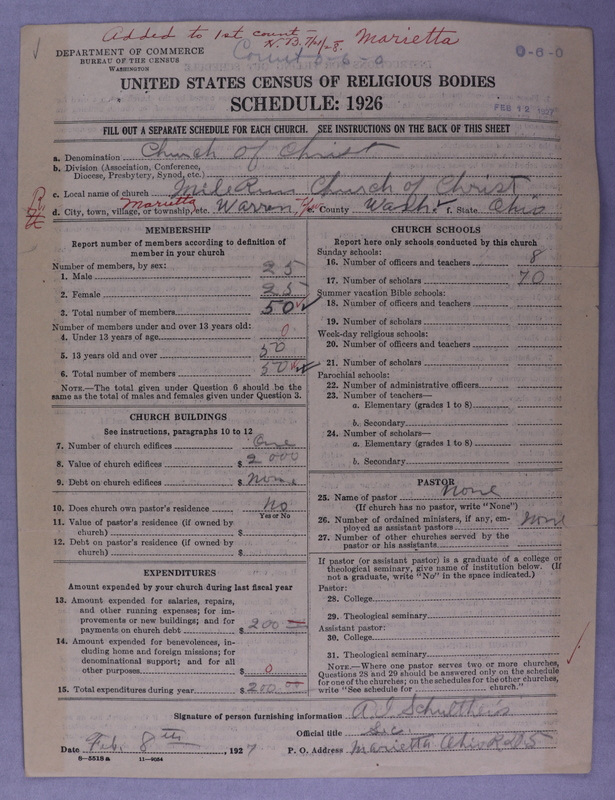 Added to 1st count
N.B. 7/21/28. Marietta
0-6-0
DEPARTMENT OF COMMERCE
BUREAU OF THE CENSUS
WASHINGTON
UNITED STATES CENSUS OF RELIGIOUS BODIES
SCHEDULE: 1926
FEB 12 1927
FILL OUT A SEPARATE SCHEDULE FOR EACH CHURCH. SEE INSTRUCTIONS ON THE BACK OF THIS SHEET
a. Denomination Church of Christ
b. Division (Association, Conference, Diocese, Presbytery, Synod, etc.)
c. Local name of church Mile Run Church of Christ
d. City, town, village, or township, etc. Marietta Warren e. County Wash. f. State Ohio
MEMBERSHIP
Report number of members according to definition of member in your church
Number of members, by sex:
1. Male 25
2. Female 25
3. Total number of members 50
Number of members under and over 13 years old:
4. Under 13 years of age 0
5. 13 years old and over 50
6. Total number of members 50
NOTE.—The total given under Question 6 should be the same as the total of males and females given under Question 3.
CHURCH BUILDINGS
See instructions, paragraphs 10 to 12
7. Number of church edifices One
8. Value of church edifices $ 2000
9. Debt on church edifices $ None
10. Does church own pastor's residence No
Yes or No
11. Value of pastor's residence (if owned by church) $
12. Debt on pastor's residence (if owned by church) $
EXPENDITURES
Amount expended by your church during last fiscal year
13. Amount expended for salaries, repairs, and other running expenses; for improvements or new buildings; and for payments on church debt $ 200
14. Amount expended for benevolences, including home and foreign missions; for denominational support; and for all other purposes $ 0
15. Total expenditures during year $ 200.00
CHURCH SCHOOLS
Report here only schools conducted by this church
Sunday schools:
16. Number of officers and teachers 8
17. Number of scholars 70
Summer vacation Bible schools:
18. Number of officers and teachers
19. Number of scholars
Week-day religious schools:
20. Number of officers and teachers
21. Number of scholars
Parochial schools:
22. Number of administrative officers
23. Number of teachers—
a. Elementary (grades 1 to 8)
b. Secondary
24. Number of scholars—
a. Elementary (grades 1 to 8)
b. Secondary
PASTOR
25. Name of pastor None
(If church has no pastor, write "None")
26. Number of ordained ministers, if any, employed as assistant pastors None
27. Number of other churches served by the pastor or his assistants
If pastor (or assistant pastor) is a graduate of a college or theological seminary, give name of institution below. (If not a graduate, write "No" in the space indicated.)
Pastor:
28. College
29. Theological seminary
Assistant pastor:
30. College
31. Theological seminary
NOTE.—Where one pastor serves two or more churches, Questions 28 and 29 should be answered only on the schedule for one of the churches; on the schedules for the other churches, write "See schedule for ______ church."
Signature of person furnishing information A. J. Schultheis
Official title Sec.
Date Feb. 8th, 1927 P. O. Address Marietta Ohio R.D. 5
8—5518 a 11—9054